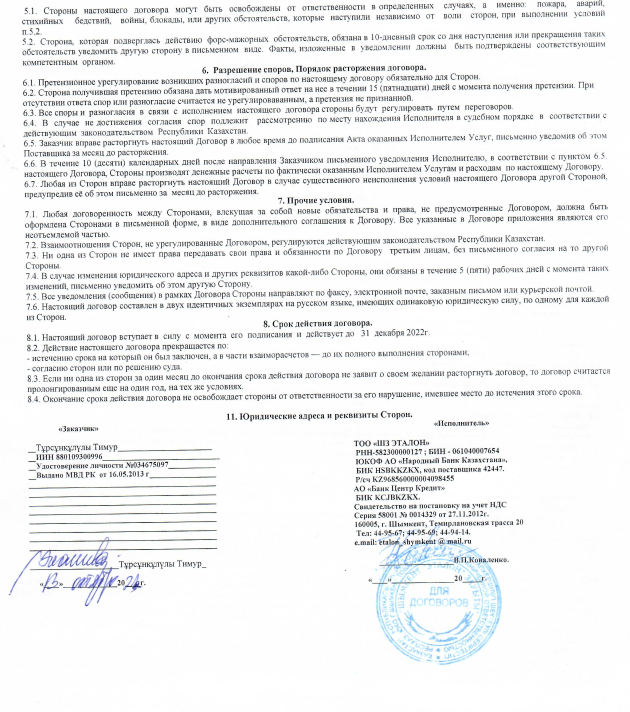 5.1. Стороны настоящего договора могут быть освобождены от ответственности в определенных случаях, а именно: пожара, аварий,
стихийных бедствий, войны, блокады, или других обстоятельств, которые наступили независимо от воли сторон, при выполнении условий
п.5.2.
5.2. Сторона, которая подверглась действию форс-мажорных обстоятельств, обязана в 10-дневный срок со дня наступления или прекращения таких
обстоятельств уведомить другую сторону в письменном виде. Факты, изложенные в уведомлении должны быть подтверждены соответствующим
компетентным органом.
6. Разрешение споров, Порядок расторжения договора.
6.1. Претензионное урегулирование возникших разногласий и споров по настоящему договору обязательно для Сторон.
6.2. Сторона получившая претензию обязана дать мотивированный ответ на нее в течении 15 (пятнадцати) дней с момента получения претензии. При
отсутствии ответа спор или разногласие считается не урегулироваванным, а претензия не признанной.
6.3. Все споры и разногласия в связи с исполнением настоящего договора стороны будут регулировать путем переговоров.
6.4. В случае не достижения согласия спор подлежит рассмотрению по месту нахождения Исполнителя в судебном порядке в соответствии с
действующим законодательством Республики Казахстан.
6.5. Заказчик вправе расторгнуть настоящий Договор в любое время до подписания Акта оказанных Исполнителем Услуг, письменно уведомив об этом
Поставщика за месяц до расторжения.
6.6. В течение 10 (десяти) календарных дней после направления Заказчиком письменного уведомления Исполнителю, в соответствии с пунктом 6.5.
настоящего Договора, Стороны производят денежные расчеты по фактически оказанным Исполнителем Услугам и расходам по настоящему Договору.
6.7. Любая из Сторон вправе расторгнуть настоящий Договор в случае существенного неисполнения условий настоящего Договора другой Стороной,
предупредив её об этом письменно за месяц до расторжения.
7. Прочие условия.
7.1. Любая договоренность между Сторонами, влекущая за собой новые обязательства и права, не предусмотренные Договором, должна быть
оформлена Сторонами в письменной форме, в виде дополнительного соглашения к Договору. Все указанные в Договоре приложения являются его
неотъемлемой частью.
7.2. Взаимоотношения Сторон, не урегулированные Договором, регулируются действующим законодательством Республики Казахстан.
7.3. Ни одна из Сторон не имеет права передавать свои права и обязанности по Договору третьим лицам, без письменного согласия на то другой
Стороны.
7.4. В случае изменения юридического адреса и других реквизитов какой-либо Стороны, они обязаны в течение 5 (пяти) рабочих дней с момента таких
изменений, письменно уведомить об этом другую Сторону.
7.5. Все уведомления (сообщения) в рамках Договора Стороны направляют по факсу, электронной почте, заказным письмом или курьерской почтой.
7.6. Настоящий договор составлен в двух идентичных экземплярах на русском языке, имеющих одинаковую юридическую силу, по одному для каждой
из Сторон.
8. Срок действия договора.
8.1. Настоящий договор вступает в силу с момента его подписания и действует до 31 декабря 2022г.
8.2. Действие настоящего договора прекращается по:
- истечению срока на который он был заключен, а в части взаиморасчетов — до их полного выполнения сторонами,
- согласию сторон или по решению суда.
8.3. Если ни одна из сторон за один месяц до окончания срока действия договора не заявит о своем желании расторгнуть договор, то договор считается
пролонгированным еще на один год, на тех же условиях.
8.4. Окончание срока действия договора не освобождает стороны от ответственности за его нарушение, имевшее место до истечения этого срока.
11. Юридические адреса и реквизиты Сторон.
«Заказчик»
Тұрсұнқұлұлы Тимур
ИИН 880109300996
Удостоверение личности №034675097
Выдано МВД РК от 16.05.2013 г
Тұрсұнқұлұлы Тимур
«13» 20 г.
«Исполнитель»
ТОО «ШЗ ЭТАЛОН»
РНН-582300000127 ; БИН - 061040007654
ЮКОФ АО «Народный Банк Казахстана»,
БИК HSBKKZKX, код поставщика 42447.
Р/сч KZ968560000004098455
АО «Банк Центр Кредит»
БИК KCJBKZKX.
Свидетельство на постановку на учет НДС
Серия 58001 № 0014329 от 27.11.2012г.
160005, г. Шымкент, Темирлановская трасса 20
Тел: 44-95-67; 44-95-69; 44-94-14.
e.mail: etalon_shymkent @ mail.ru
В.П.Коваленко.
«___»__________20___г.
ДЛЯ
ДОГОВОРОВ